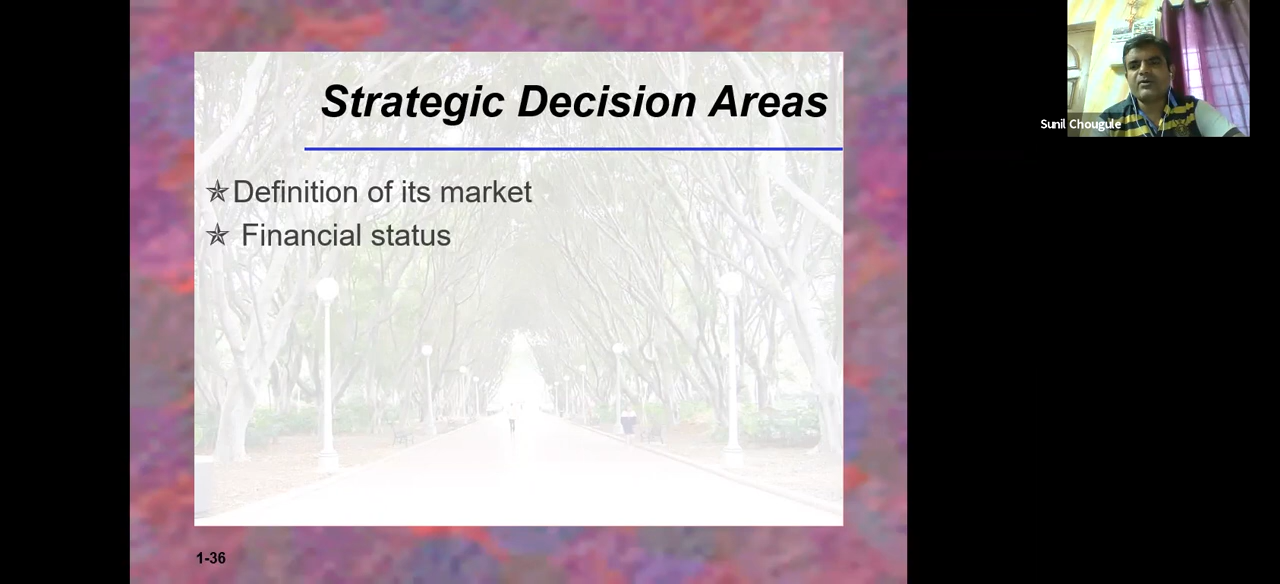 Strategic Decision Areas
✯Definition of its market
✯ Financial status
1-36
Sunil Chougule